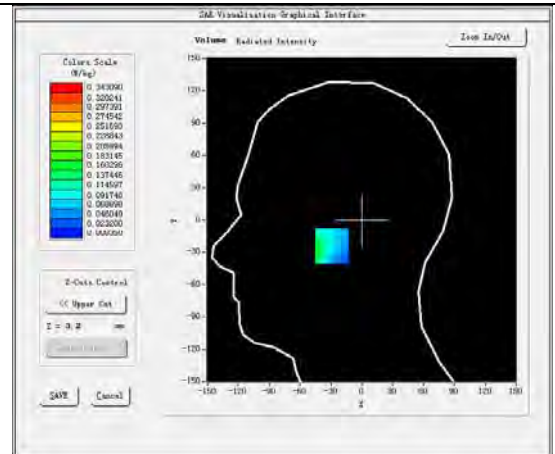 SAR Visualisation Graphical Interface
Volume Radiated Intensity
Zoom In/Out
Colors Scale
(W/kg)
0.343090
0.320241
0.297391
0.274542
0.251693
0.228843
0.205994
0.183145
0.160296
0.137446
0.114597
0.091748
0.068898
0.046049
0.023200
0.000350
Z-Cuts Control
<< Upper Cut
Z = 3.2 mm
SAVE Cancel
150
120
90
60
30
0
-30
-60
-90
-120
-150
Y
-150 -120 -90 -60 -30 0 30 60 90 120 150
X